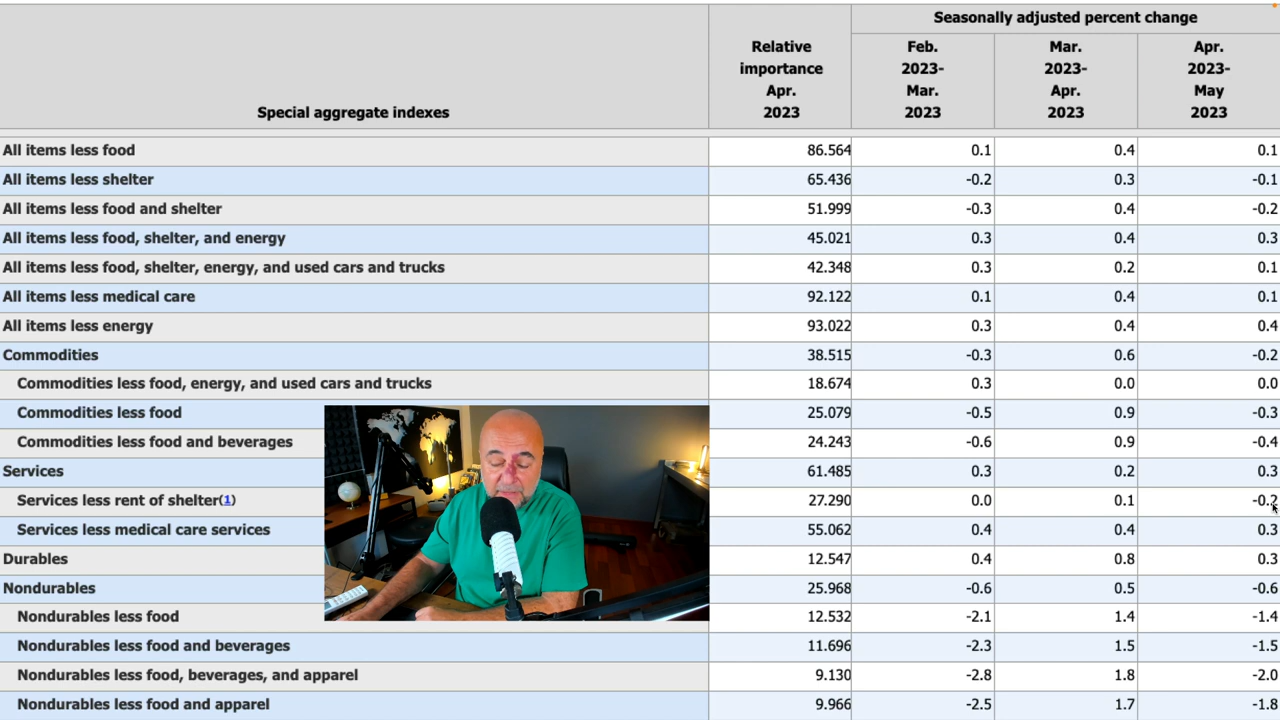 Special aggregate indexes
Relative importance Apr. 2023
Seasonally adjusted percent change
Feb. 2023- Mar. 2023
Mar. 2023- Apr. 2023
Apr. 2023- May 2023
All items less food 86.564 0.1 0.4 0.1
All items less shelter 65.436 -0.2 0.3 -0.1
All items less food and shelter 51.999 -0.3 0.4 -0.2
All items less food, shelter, and energy 45.021 0.3 0.4 0.3
All items less food, shelter, energy, and used cars and trucks 42.348 0.3 0.2 0.1
All items less medical care 92.122 0.1 0.4 0.1
All items less energy 93.022 0.3 0.4 0.4
Commodities 38.515 -0.3 0.6 -0.2
Commodities less food, energy, and used cars and trucks 18.674 0.3 0.0 0.0
Commodities less food 25.079 -0.5 0.9 -0.3
Commodities less food and beverages 24.243 -0.6 0.9 -0.4
Services 61.485 0.3 0.2 0.3
Services less rent of shelter(1) 27.290 0.0 0.1
Services less medical care services 55.062 0.4 0.4 0.3
Durables 12.547 0.4 0.8 0.3
Nondurables 25.968 -0.6 0.5 -0.6
Nondurables less food 12.532 -2.1 1.4 -1.4
Nondurables less food and beverages 11.696 -2.3 1.5 -1.5
Nondurables less food, beverages, and apparel 9.130 -2.8 1.8 -2.0
Nondurables less food and apparel 9.966 -2.5 1.7 -1.8